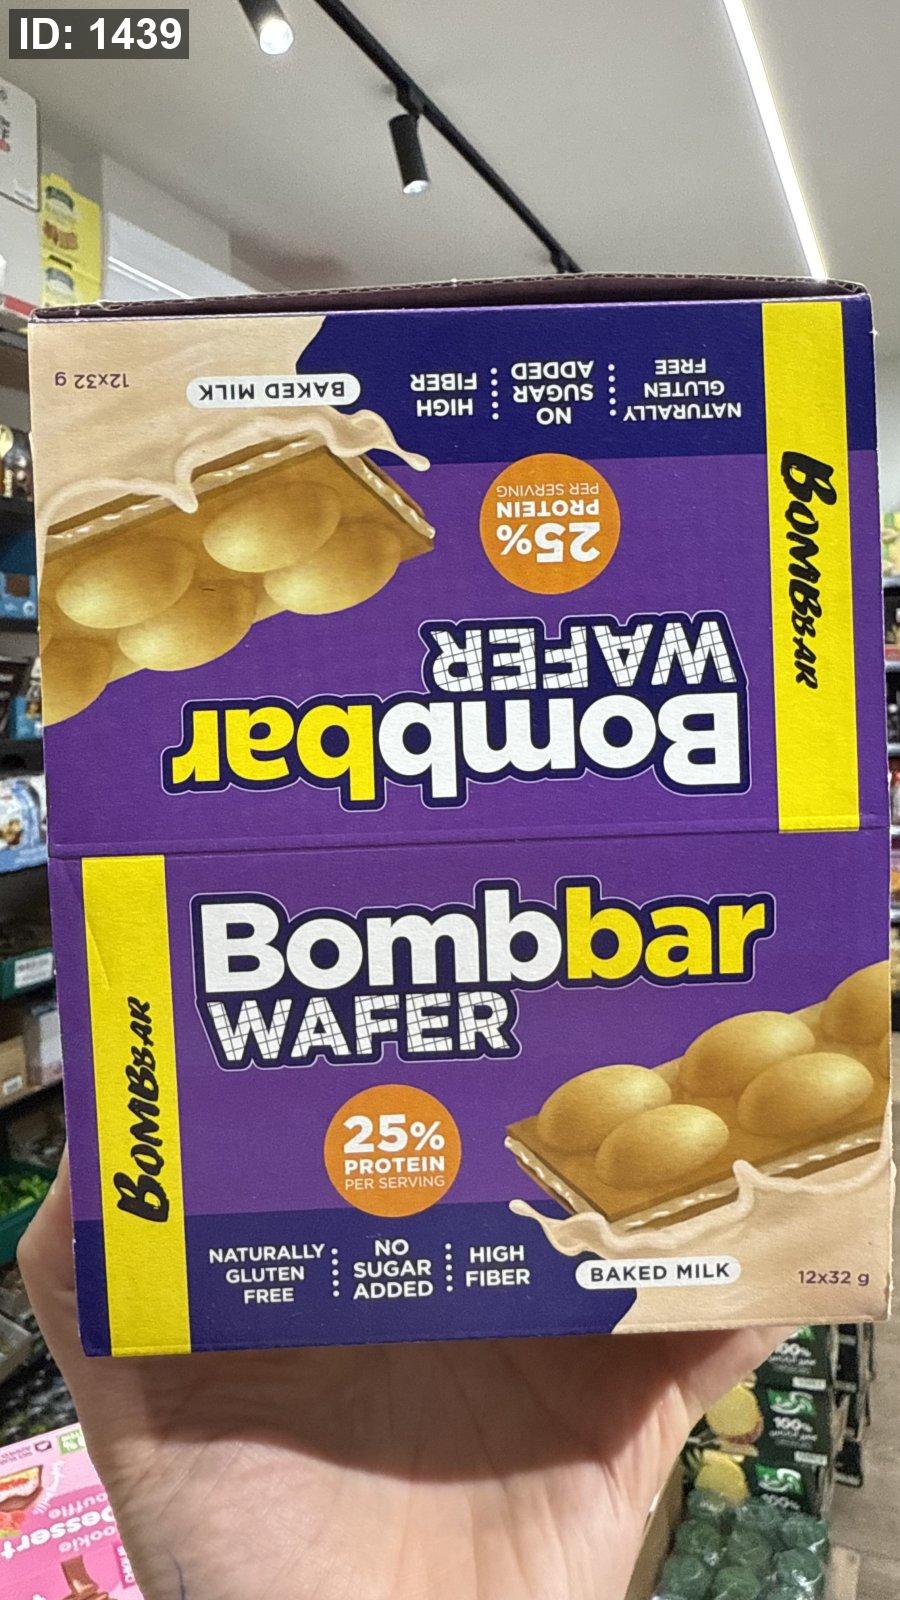 ID: 1439
12x32 g
BAKED MILK
HIGH
FIBER
NO
SUGAR
ADDED
NATURALLY
GLUTEN
FREE
25%
PROTEIN
PER SERVING
Bombbar
WAFER
BOMBBAR
Bombbar
WAFER
BOMBBAR
25%
PROTEIN
PER SERVING
NATURALLY
GLUTEN
FREE
NO
SUGAR
ADDED
HIGH
FIBER
BAKED MILK
12x32 g
100%